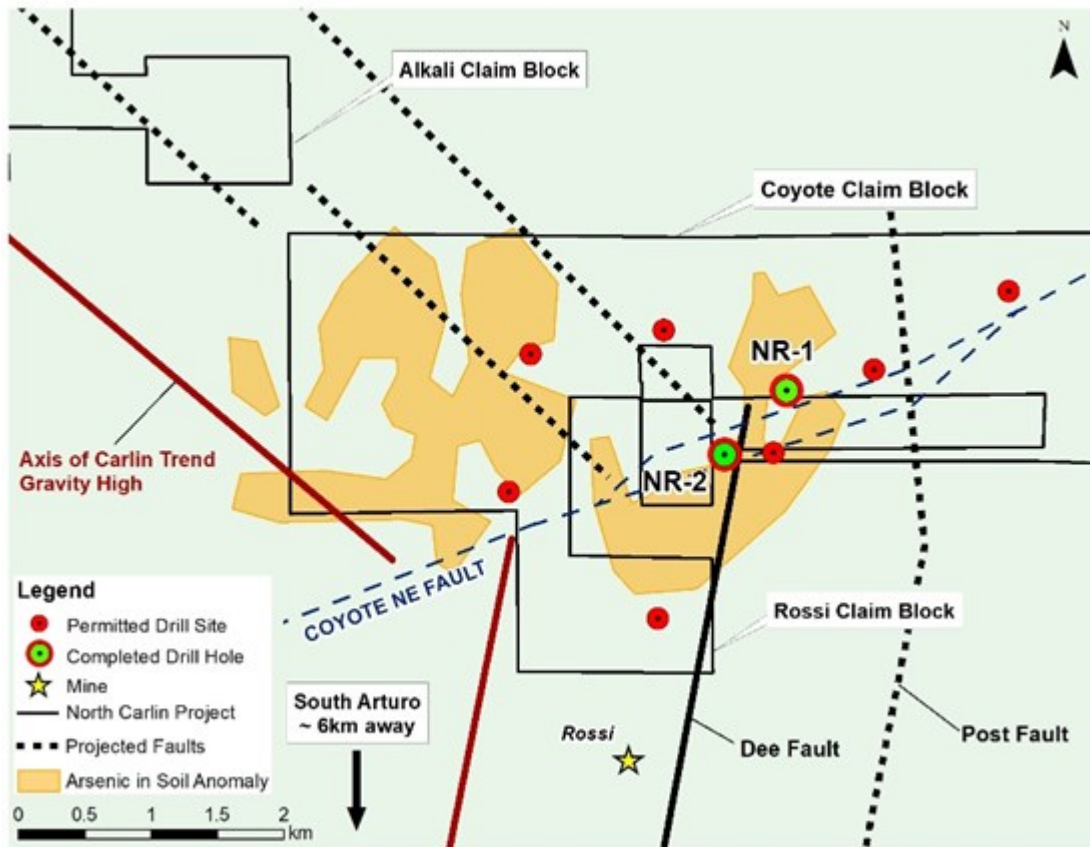 N
Alkali Claim Block
Coyote Claim Block
NR-1
NR-2
Axis of Carlin Trend
Gravity High
COYOTE NE FAULT
Rossi Claim Block
South Arturo
~ 6km away
Rossi
Dee Fault
Post Fault
Legend
Permitted Drill Site
Completed Drill Hole
Mine
North Carlin Project
Projected Faults
Arsenic in Soil Anomaly
0 0.5 1 1.5 2
km